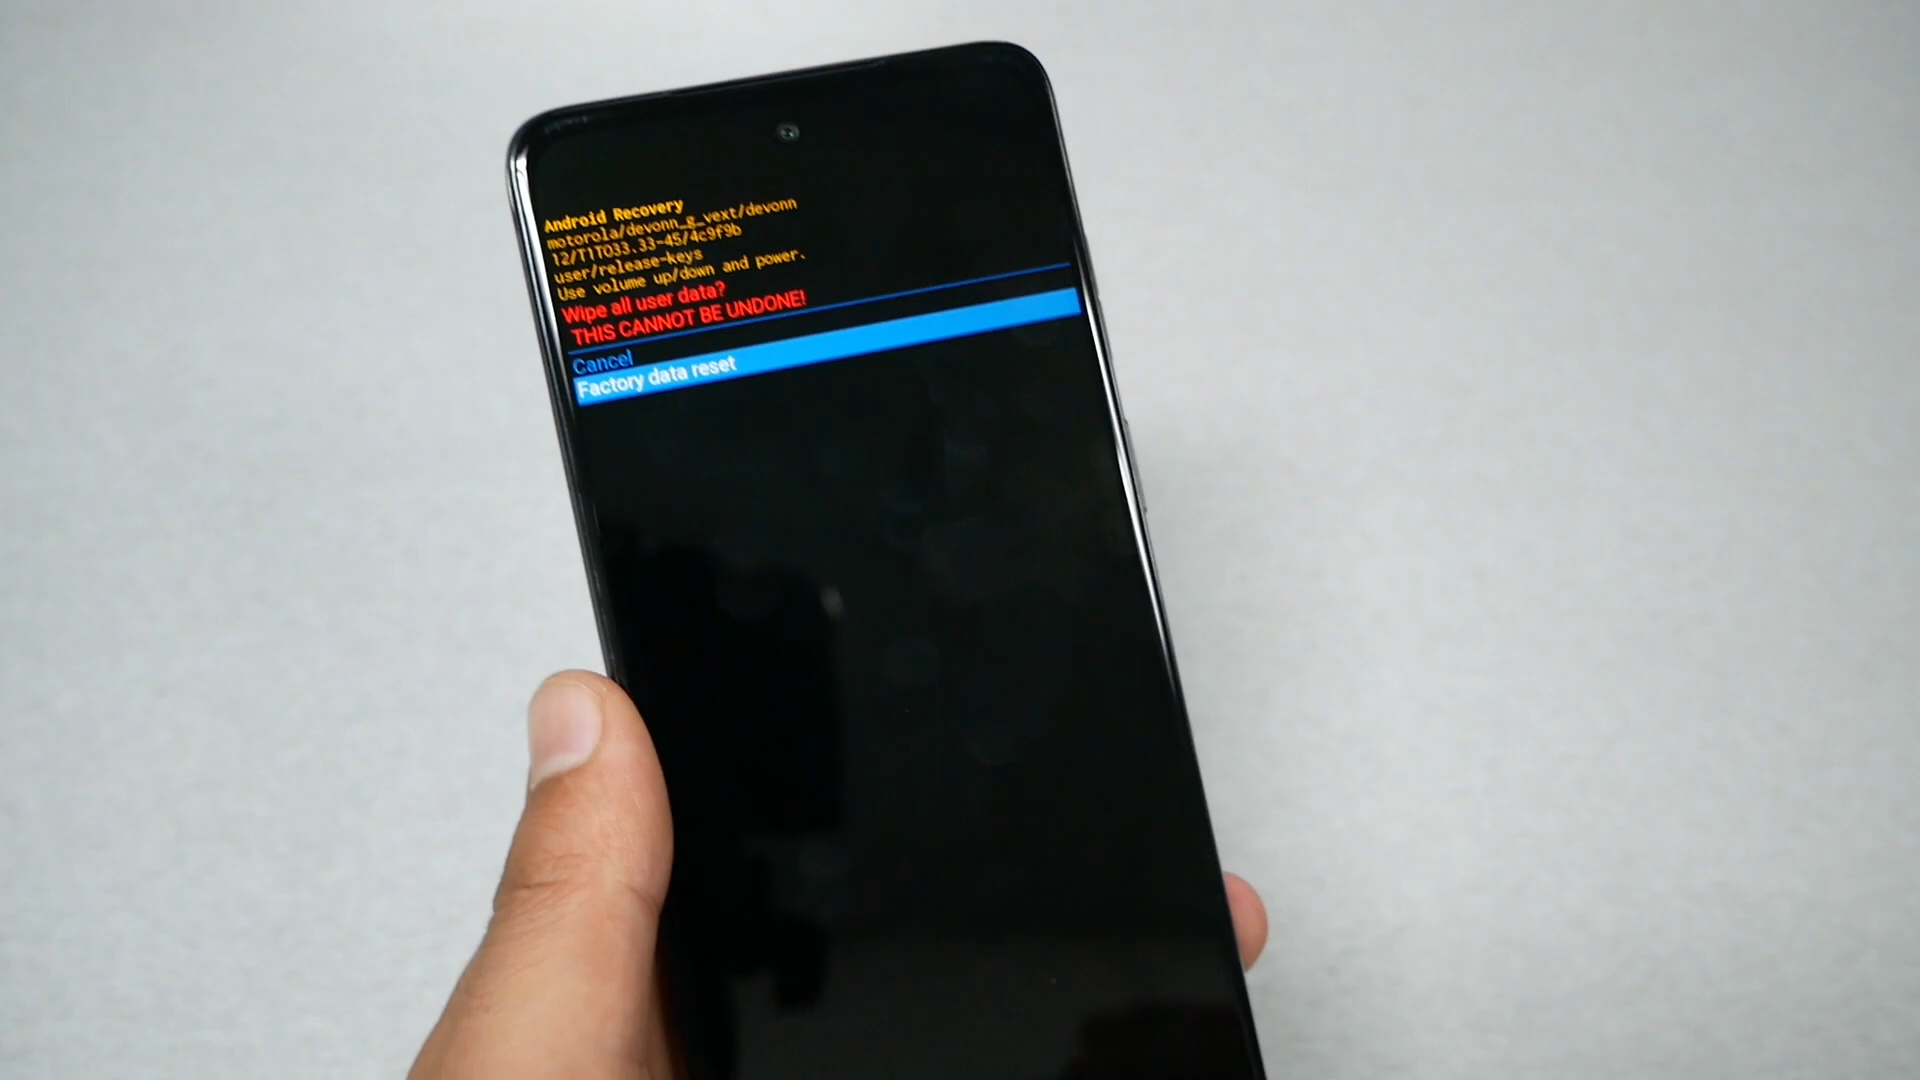 Android Recovery
motorola/devonn_g_vext/devonn
12/T1TO33.33-45/4c9f9b
user/release-keys
Use volume up/down and power.
Wipe all user data?
THIS CANNOT BE UNDONE!
Cancel
Factory data reset